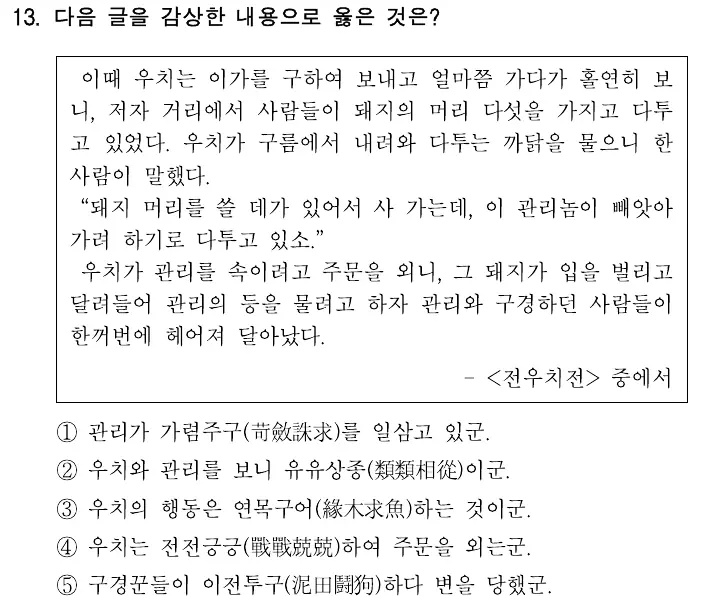 13. 다음 글을 감상한 내용으로 옳은 것은?
이때 우치는 이가를 구하여 보내고 얼마쯤 가다가 홀연히 보
니, 저자 거리에서 사람들이 돼지의 머리 다섯을 가지고 다투
고 있었다. 우치가 구름에서 내려와 다투는 까닭을 물으니 한
사람이 말했다.
“돼지 머리를 쓸 데가 있어서 사 가는데, 이 관리놈이 빼앗아
가려 하기로 다투고 있소.”
우치가 관리를 속이려고 주문을 외니, 그 돼지가 입을 벌리고
달려들어 관리의 등을 물려고 하자 관리와 구경하던 사람들이
한꺼번에 헤어져 달아났다.
- <전우치전> 중에서
① 관리가 가렴주구(苛斂誅求)를 일삼고 있군.
② 우치와 관리를 보니 유유상종(類類相從)이군.
③ 우치의 행동은 연목구어(緣木求魚)하는 것이군.
④ 우치는 전전긍긍(戰戰兢兢)하여 주문을 외는군.
⑤ 구경꾼들이 이전투구(泥田鬪狗)하다 변을 당했군.